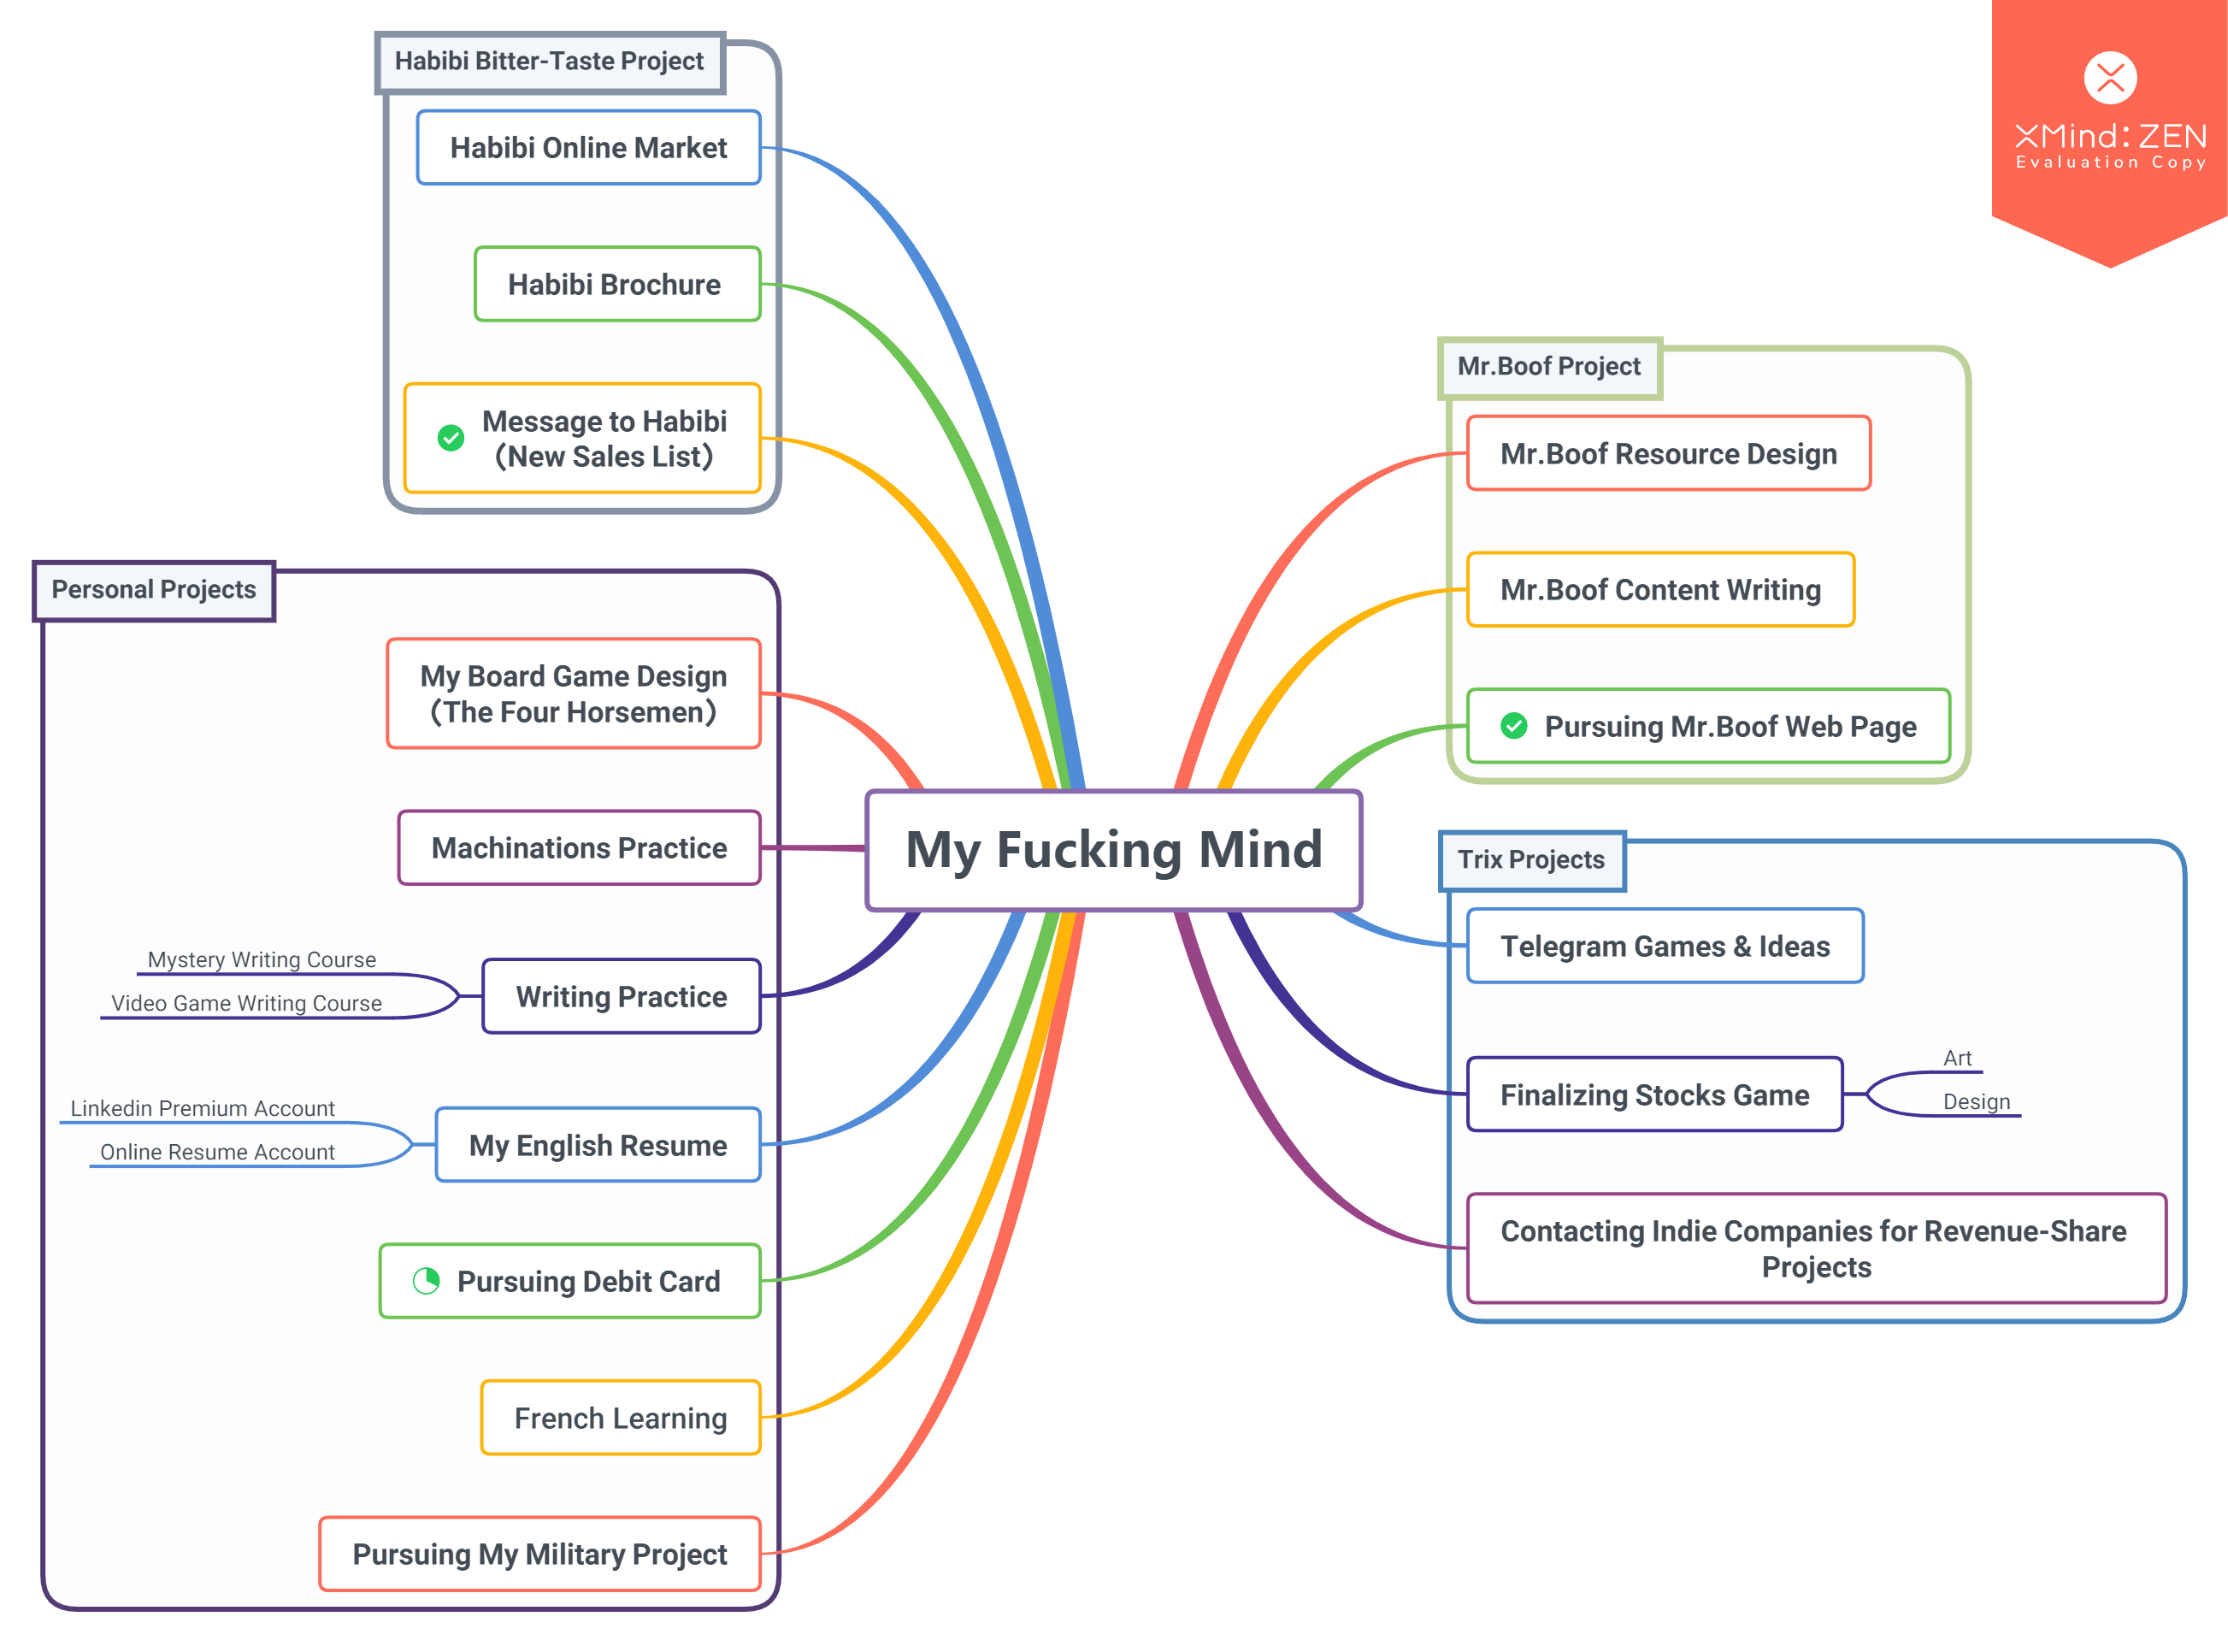 XMind: ZEN
Evaluation Copy
Habibi Bitter-Taste Project
Habibi Online Market
Habibi Brochure
Message to Habibi
(New Sales List)
Personal Projects
My Board Game Design
(The Four Horsemen)
Machinations Practice
Writing Practice
Mystery Writing Course
Video Game Writing Course
My English Resume
Linkedin Premium Account
Online Resume Account
Pursuing Debit Card
French Learning
Pursuing My Military Project
My Fucking Mind
Mr.Boof Project
Mr.Boof Resource Design
Mr.Boof Content Writing
Pursuing Mr.Boof Web Page
Trix Projects
Telegram Games & Ideas
Finalizing Stocks Game
Art
Design
Contacting Indie Companies for Revenue-Share
Projects